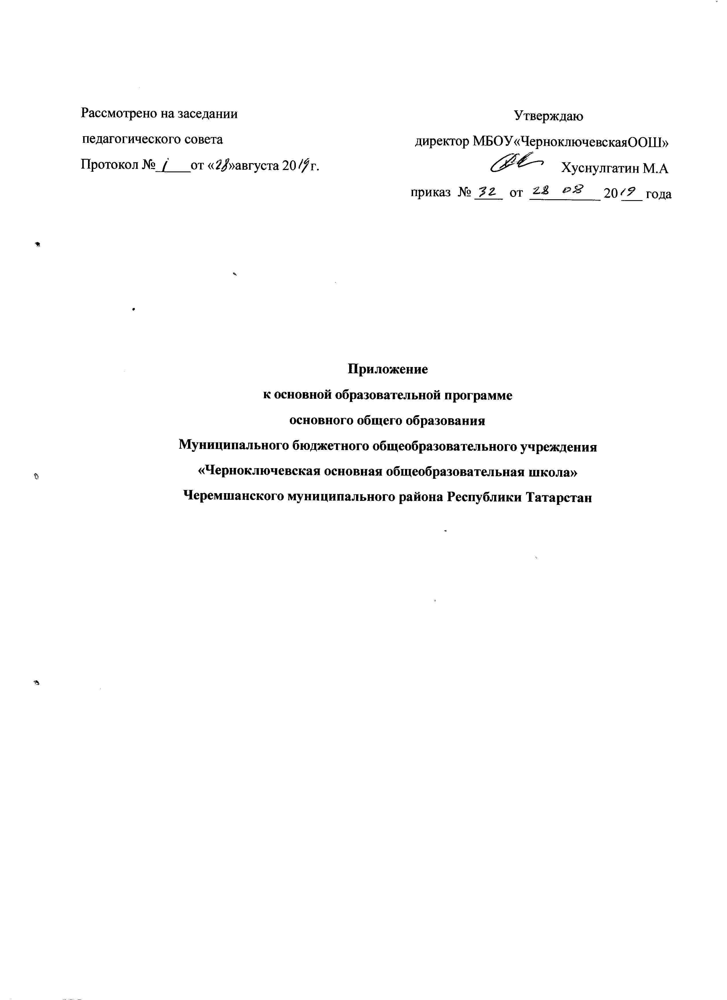 Рассмотрено на заседании
педагогического совета
Протокол № 1 от «28»августа 2019г.
Утверждаю
директор МБОУ«ЧерноключевскаяООШ»
Хуснулгатин М.А
приказ № 32 от 28 08 2019 года
Приложение
к основной образовательной программе
основного общего образования
Муниципального бюджетного общеобразовательного учреждения
«Черноключевская основная общеобразовательная школа»
Черемшанского муниципального района Республики Татарстан